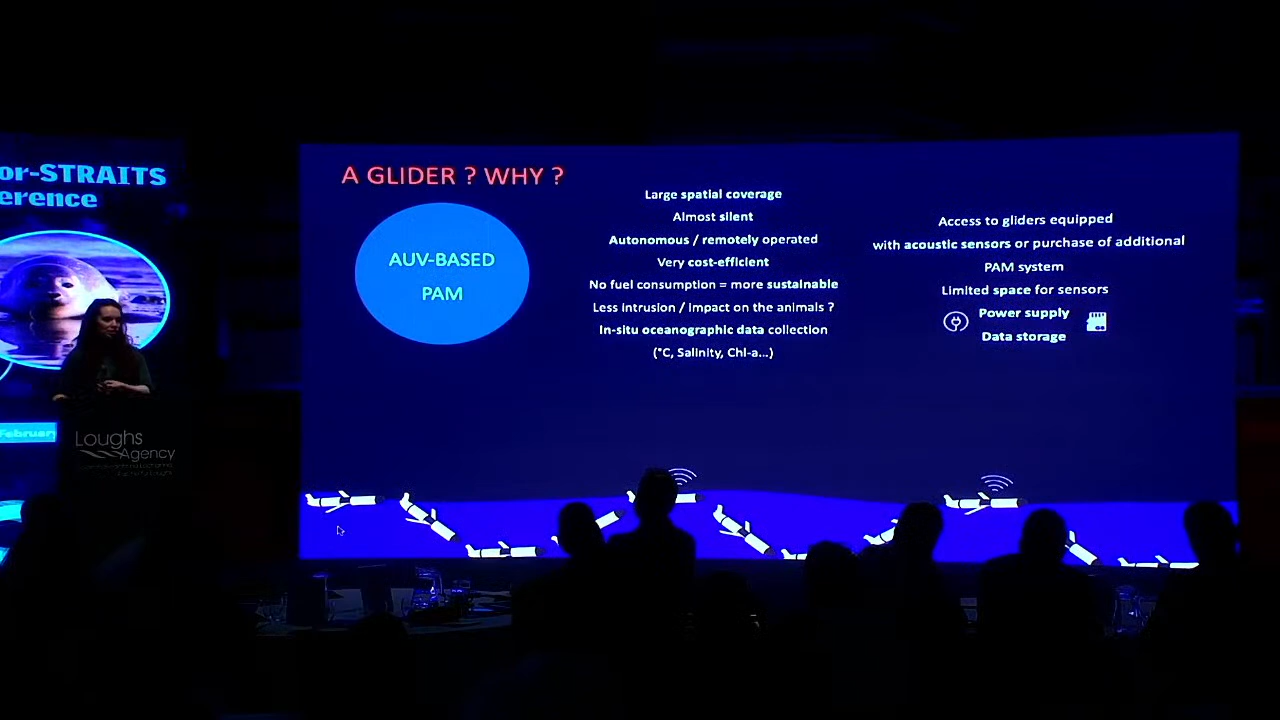 or-STRAITS
erence
February
Loughs
Agency
A GLIDER ? WHY ?
AUV-BASED
PAM
Large spatial coverage
Almost silent
Autonomous / remotely operated
Very cost-efficient
No fuel consumption = more sustainable
Less intrusion / impact on the animals ?
In-situ oceanographic data collection
(°C, Salinity, Chl-a...)
Access to gliders equipped
with acoustic sensors or purchase of additional
PAM system
Limited space for sensors
Power supply
Data storage